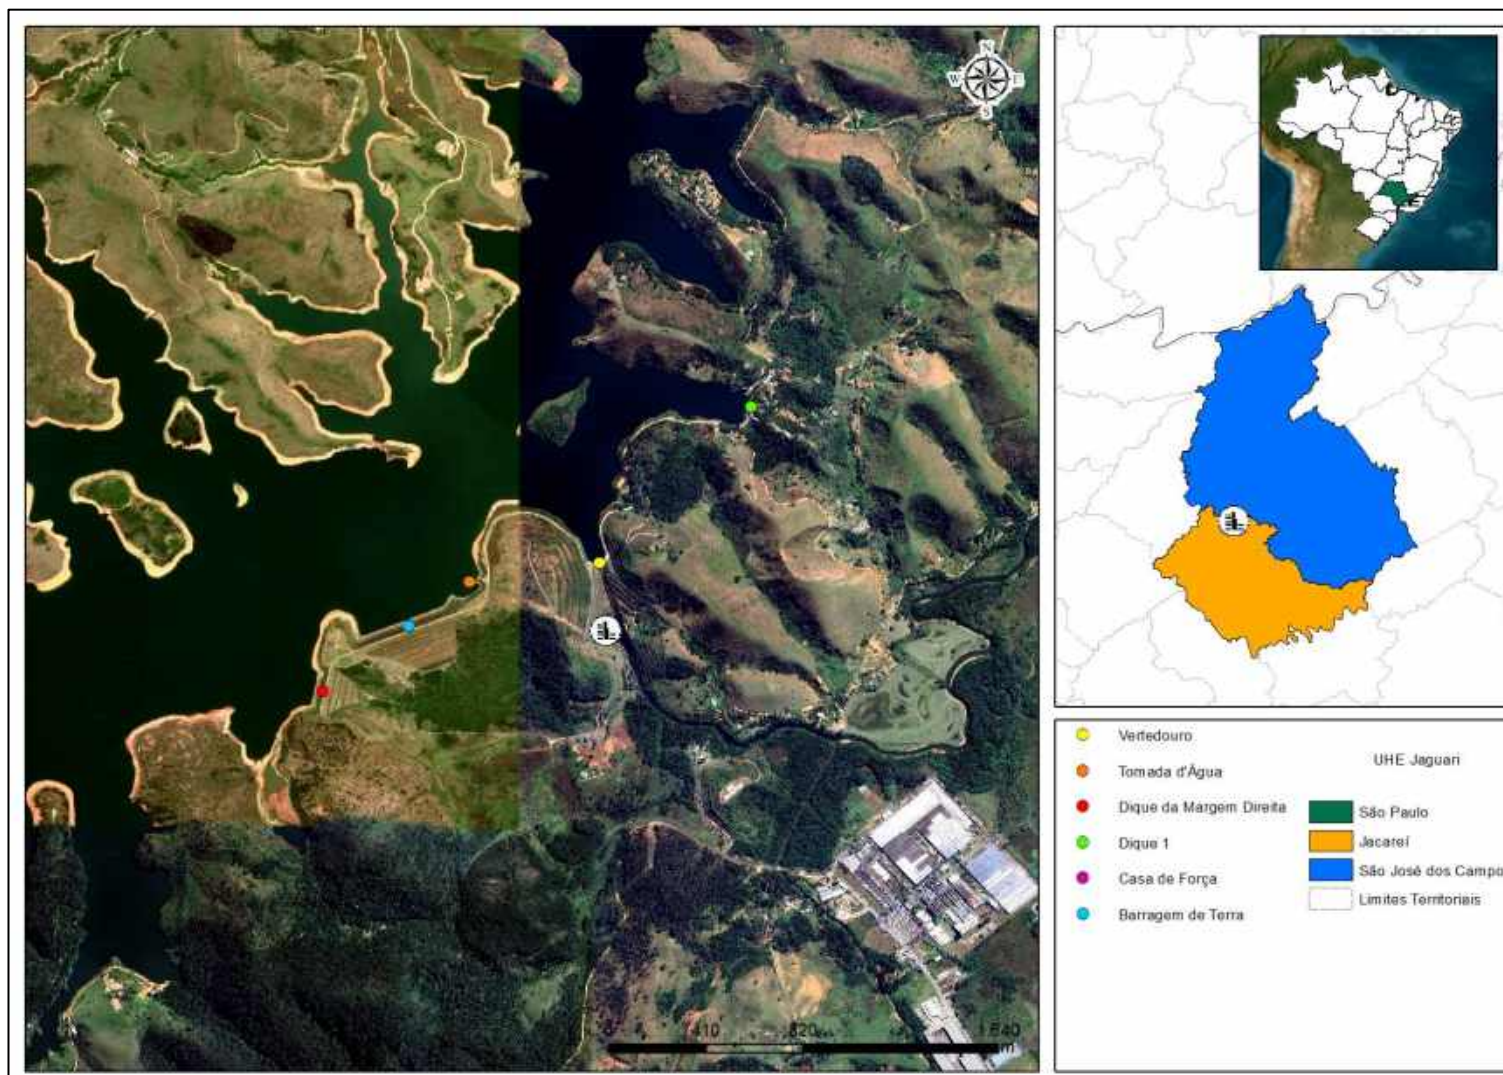 N
W
E
S
0
410
820
1.640
m
Vertedouro
Tomada d'Água
Dique da Margem Direita
Dique 1
Casa de Força
Barragem de Terra
UHE Jaguari
São Paulo
Jacareí
São José dos Campo
Limites Territoriais